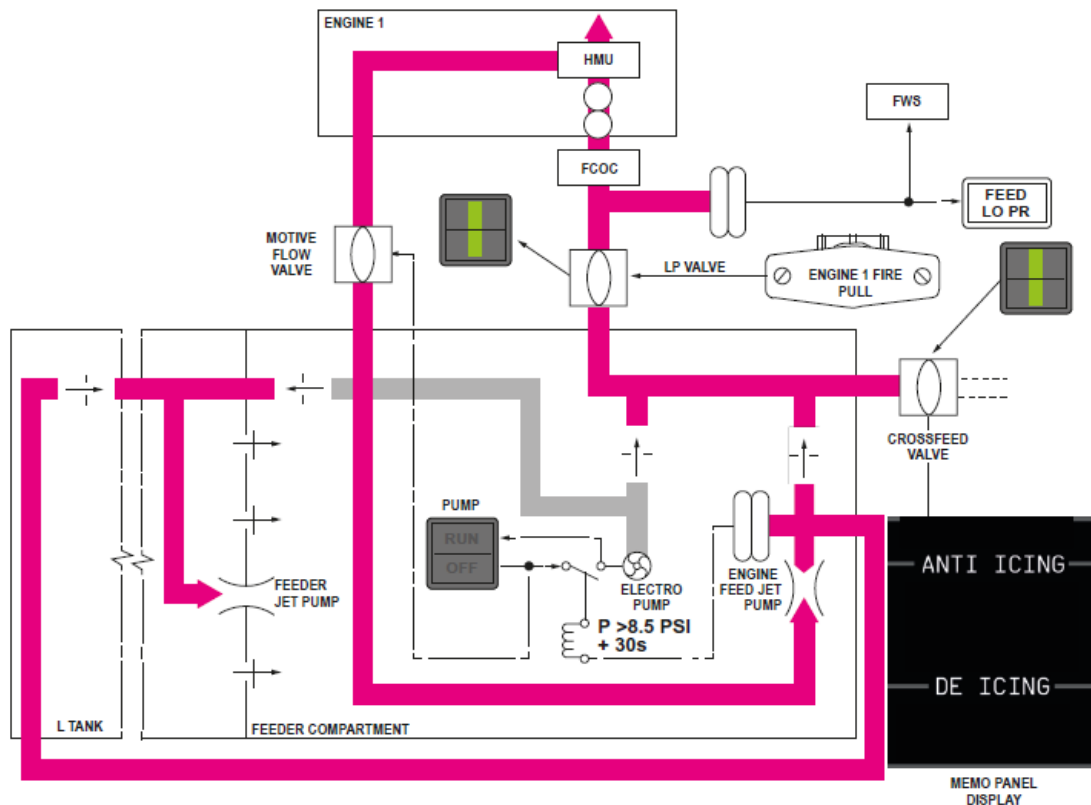 ENGINE 1
HMU
FWS
FCOC
FEED
LO PR
MOTIVE
FLOW
VALVE
LP VALVE
ENGINE 1 FIRE
PULL
CROSSFEED
VALVE
PUMP
RUN
OFF
FEEDER
JET PUMP
ELECTRO
PUMP
ENGINE
FEED JET
PUMP
P >8.5 PSI
+ 30s
ANTI ICING
DE ICING
L TANK
FEEDER COMPARTMENT
MEMO PANEL
DISPLAY